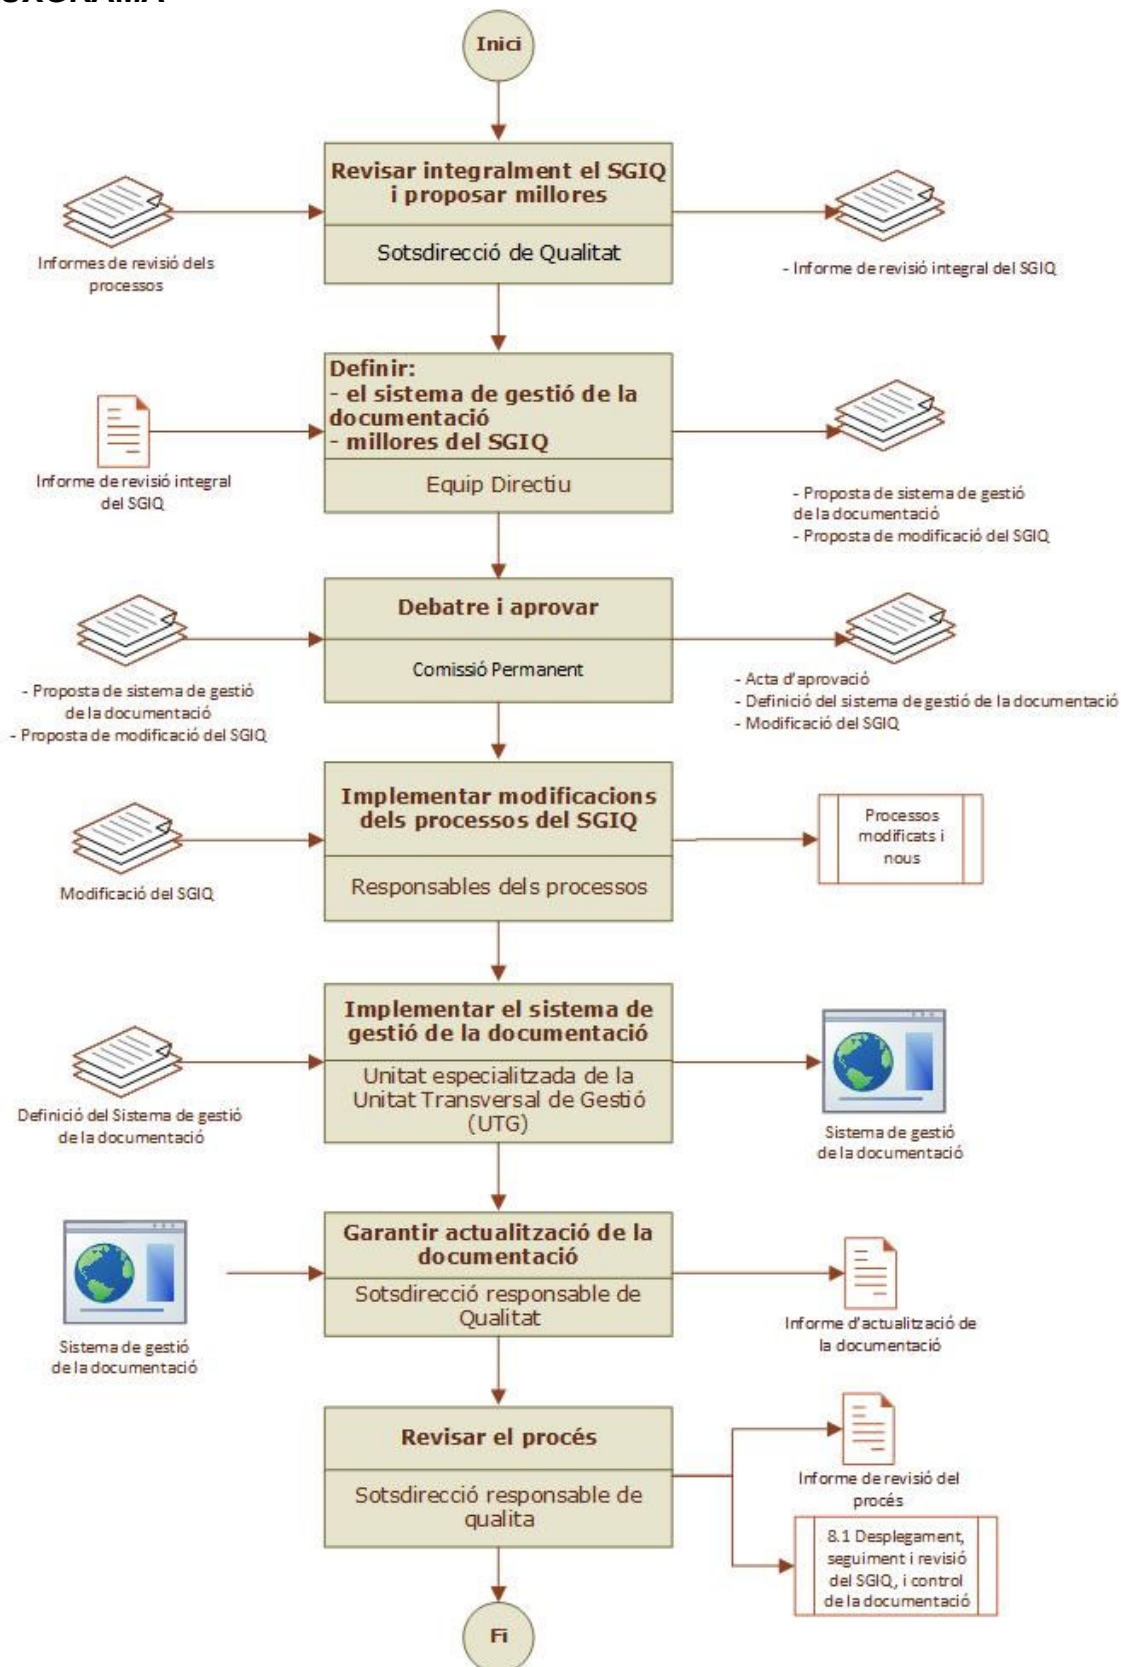 Inici
Revisar integralment el SGIQ
i proposar millores
Sotsdirecció de Qualitat
Informes de revisió dels
processos
- Informe de revisió integral del SGIQ
Definir:
- el sistema de gestió de la
documentació
- millores del SGIQ
Equip Directiu
Informe de revisió integral
del SGIQ
- Proposta de sistema de gestió
de la documentació
- Proposta de modificació del SGIQ
Debatre i aprovar
Comissió Permanent
- Proposta de sistema de gestió
de la documentació
- Proposta de modificació del SGIQ
- Acta d'aprovació
- Definició del sistema de gestió de la documentació
- Modificació del SGIQ
Implementar modificacions
dels processos del SGIQ
Responsables dels processos
Modificació del SGIQ
Processos
modificats i
nous
Implementar el sistema de
gestió de la documentació
Unitat especialitzada de la
Unitat Transversal de Gestió
(UTG)
Definició del Sistema de gestió
de la documentació
Sistema de gestió
de la documentació
Garantir actualització de la
documentació
Sotsdirecció responsable de
Qualitat
Sistema de gestió
de la documentació
Informe d'actualització de
la documentació
Revisar el procés
Sotsdirecció responsable de
qualita
Informe de revisió del
procés
8.1 Desplegament,
seguiment i revisió
del SGIQ, i control
de la documentació
Fi